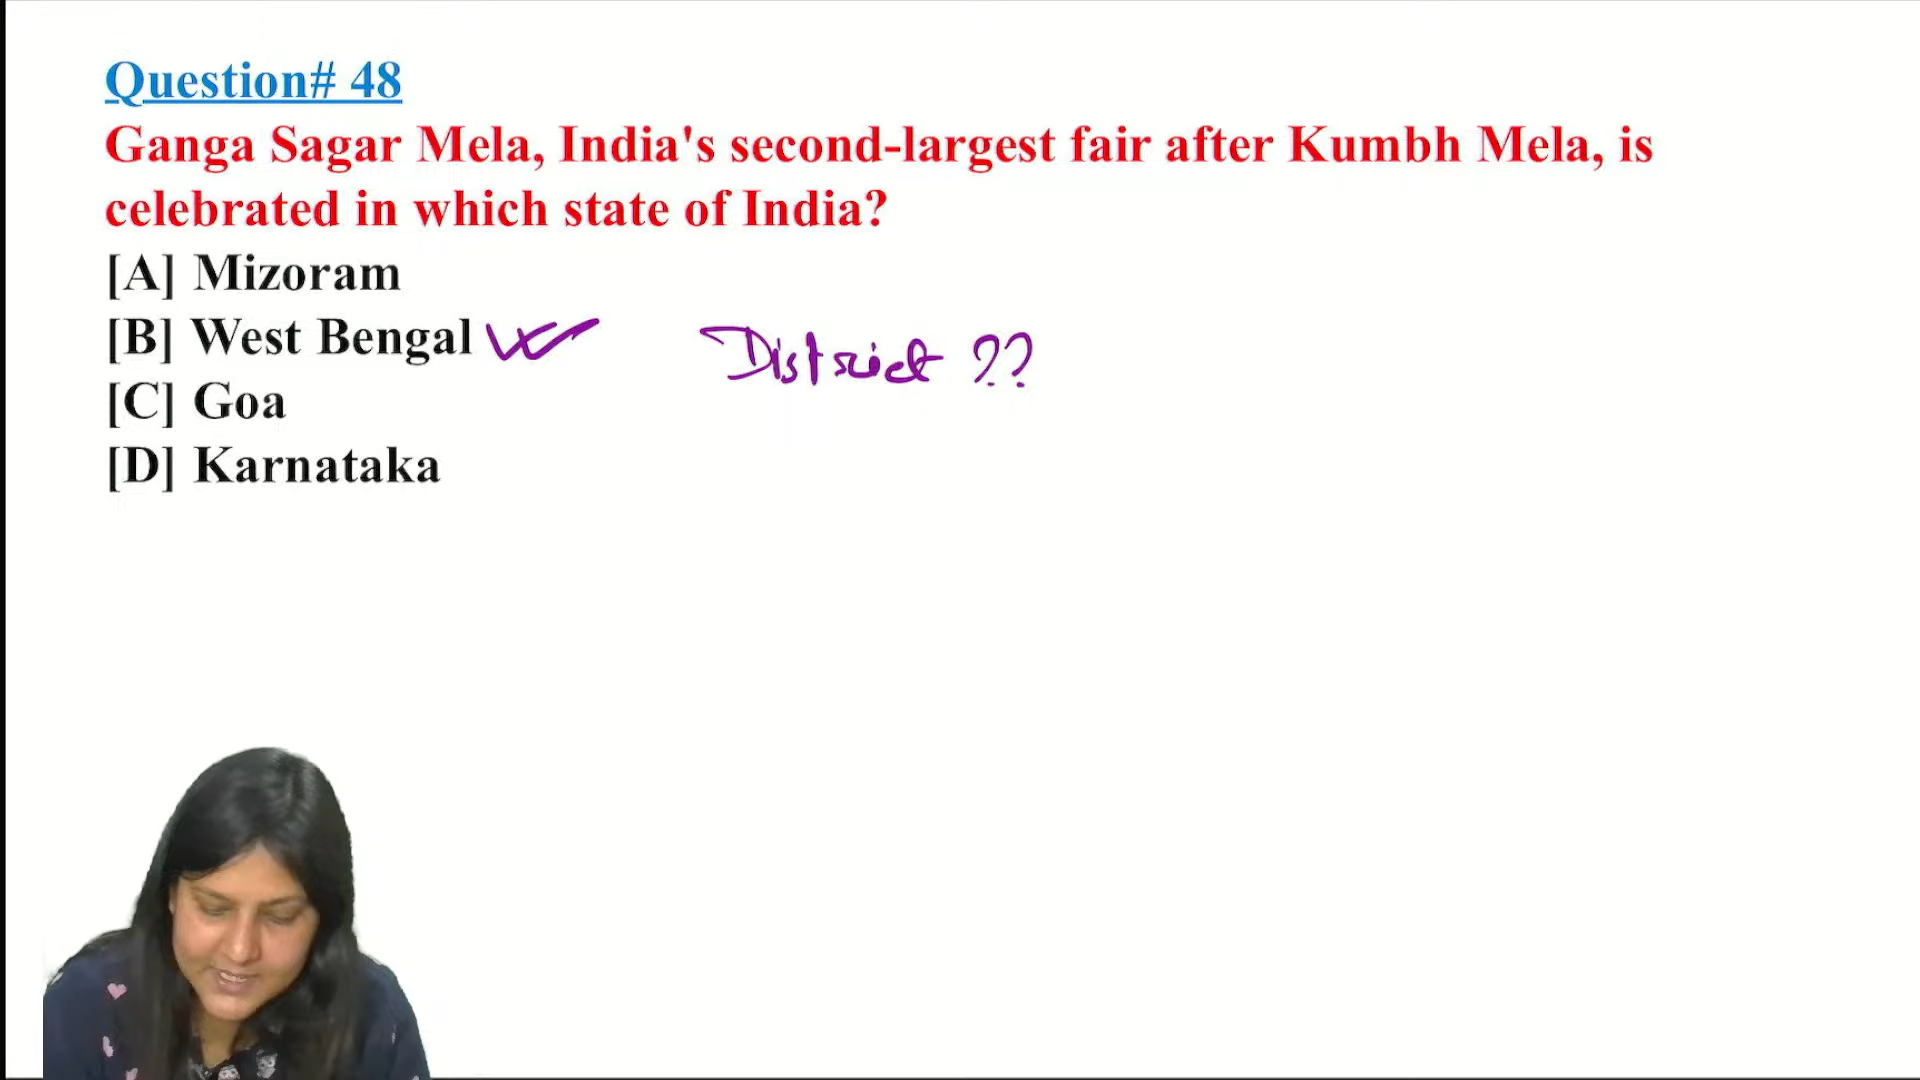 Question# 48
Ganga Sagar Mela, India's second-largest fair after Kumbh Mela, is
celebrated in which state of India?
[A] Mizoram
[B] West Bengal
District ??
[C] Goa
[D] Karnataka